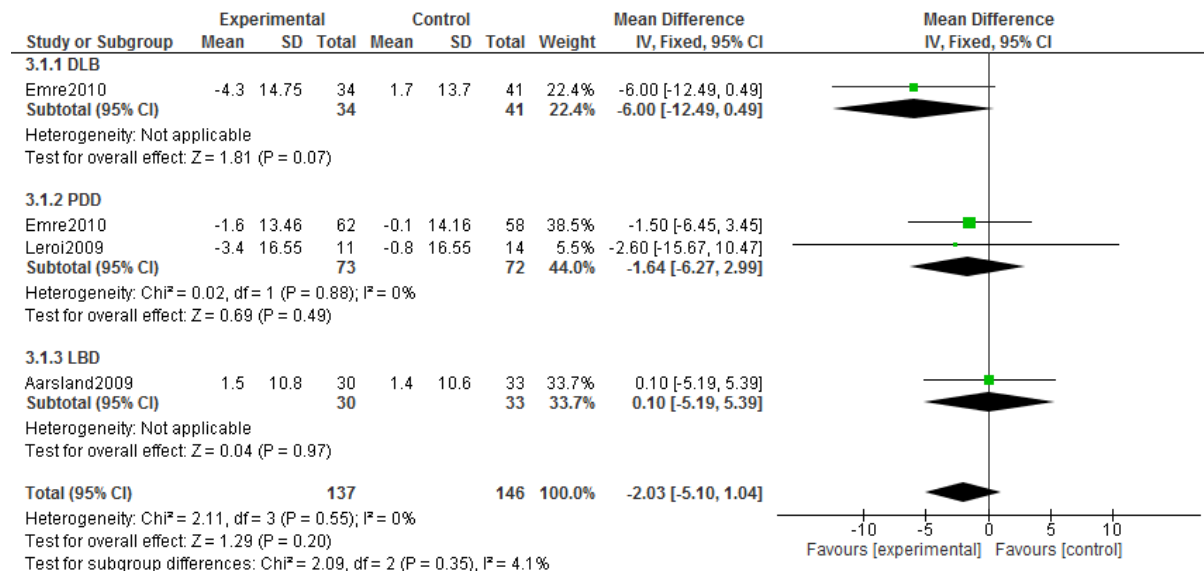 Experimental Control Mean Difference Mean Difference
Study or Subgroup Mean SD Total Mean SD Total Weight IV, Fixed, 95% CI IV, Fixed, 95% CI
3.1.1 DLB
Emre2010 -4.3 14.75 34 1.7 13.7 41 22.4% -6.00 [-12.49, 0.49]
Subtotal (95% CI) 34 41 22.4% -6.00 [-12.49, 0.49]
Heterogeneity: Not applicable
Test for overall effect: Z = 1.81 (P = 0.07)
3.1.2 PDD
Emre2010 -1.6 13.46 62 -0.1 14.16 58 38.5% -1.50 [-6.45, 3.45]
Leroi2009 -3.4 16.55 11 -0.8 16.55 14 5.5% -2.60 [-15.67, 10.47]
Subtotal (95% CI) 73 72 44.0% -1.64 [-6.27, 2.99]
Heterogeneity: Chi² = 0.02, df = 1 (P = 0.88); I² = 0%
Test for overall effect: Z = 0.69 (P = 0.49)
3.1.3 LBD
Aarsland2009 1.5 10.8 30 1.4 10.6 33 33.7% 0.10 [-5.19, 5.39]
Subtotal (95% CI) 30 33 33.7% 0.10 [-5.19, 5.39]
Heterogeneity: Not applicable
Test for overall effect: Z = 0.04 (P = 0.97)
Total (95% CI) 137 146 100.0% -2.03 [-5.10, 1.04]
Heterogeneity: Chi² = 2.11, df = 3 (P = 0.55); I² = 0%
Test for overall effect: Z = 1.29 (P = 0.20)
Test for subgroup differences: Chi² = 2.09, df = 2 (P = 0.35), I² = 4.1%
-10 -5 0 5 10
Favours [experimental] Favours [control]